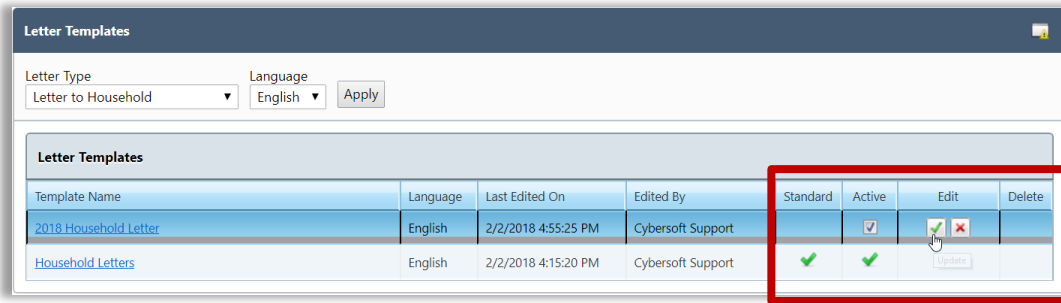 Letter Templates
Letter Type Language
Letter to Household English Apply
Letter Templates
Template Name Language Last Edited On Edited By Standard Active Edit Delete
2018 Household Letter English 2/2/2018 4:55:25 PM Cybersoft Support
Household Letters English 2/2/2018 4:15:20 PM Cybersoft Support Update